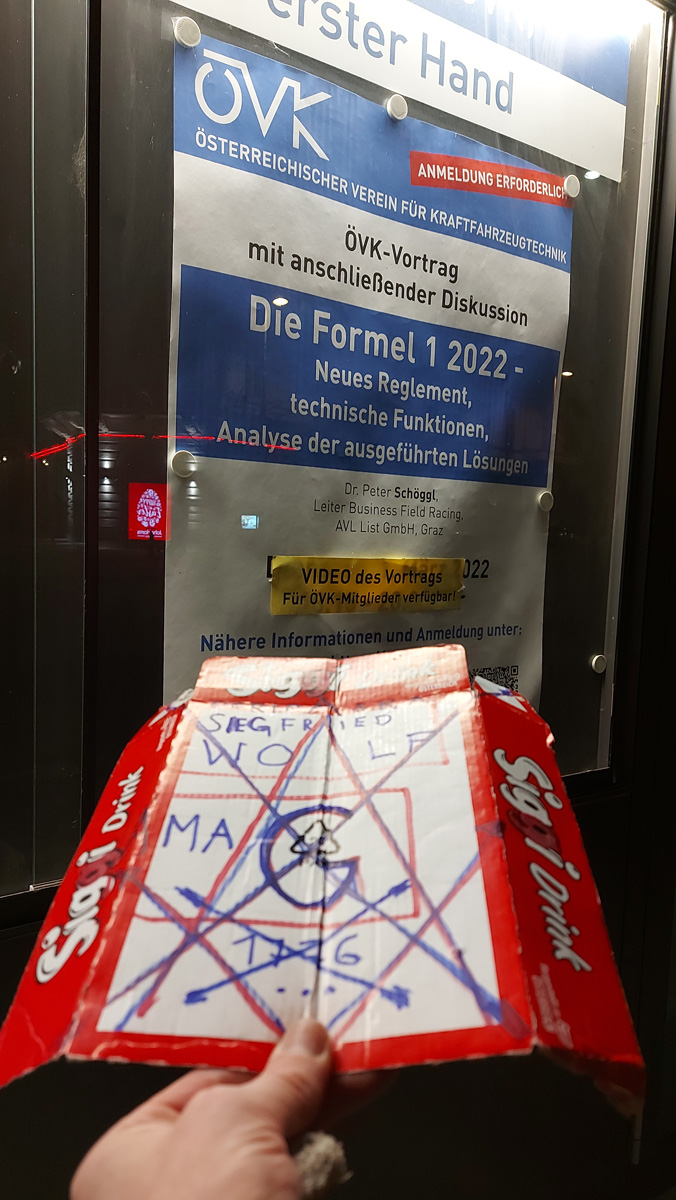 erster Hand
ÖVK
ÖSTERREICHISCHER VEREIN FÜR KRAFTFAHRZEUGTECHNIK
ANMELDUNG ERFORDERLICH
ÖVK-Vortrag
mit anschließender Diskussion
Die Formel 1 2022 -
Neues Reglement,
technische Funktionen,
Analyse der ausgeführten Lösungen
Dr. Peter Schöggl,
Leiter Business Field Racing,
AVL List GmbH, Graz
022
VIDEO des Vortrags
Für ÖVK-Mitglieder verfügbar!
Nähere Informationen und Anmeldung unter:
Siggi Drink
SIEGFRIED
WOLF
MA G
Siggi Drink
Siggi Drink